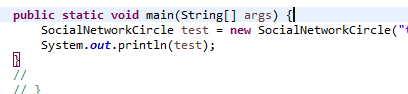 public static void main(String[] args) {
SocialNetworkCircle test = new SocialNetworkCircle("
System.out.println(test);
}
//
// }